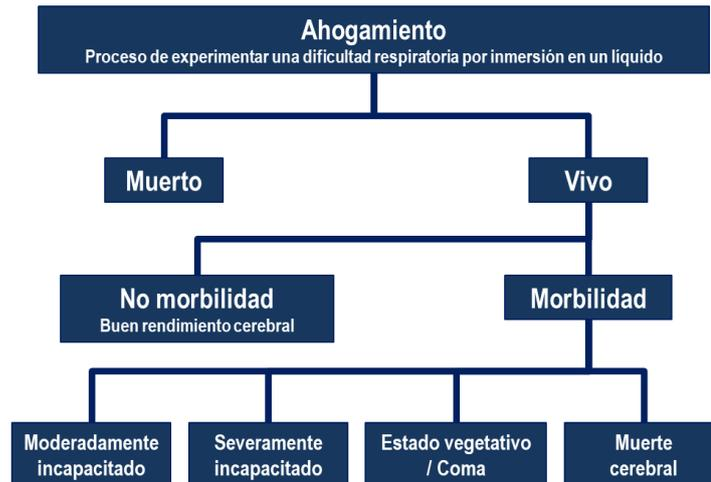 Ahogamiento
Proceso de experimentar una dificultad respiratoria por inmersión en un líquido
Muerto
Vivo
No morbilidad
Buen rendimiento cerebral
Morbilidad
Moderadamente
incapacitado
Severamente
incapacitado
Estado vegetativo
/ Coma
Muerte
cerebral